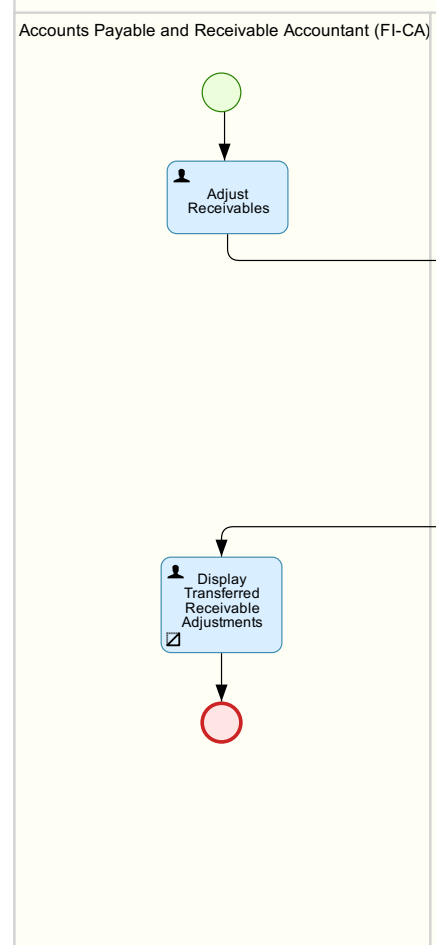 Accounts Payable and Receivable Accountant (FI-CA)
Adjust
Receivables
Display
Transferred
Receivable
Adjustments